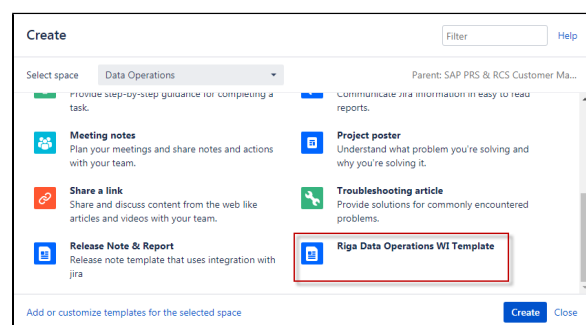 Create
Filter
Help
Select space
Data Operations
Parent: SAP PRS & RCS Customer Ma...
Provide step-by-step guidance for completing a
task.
Communicate Jira information in easy to read
reports.
Meeting notes
Plan your meetings and share notes and actions
with your team.
Project poster
Understand what problem you're solving and
why you're solving it.
Share a link
Share and discuss content from the web like
articles and videos with your team.
Troubleshooting article
Provide solutions for commonly encountered
problems.
Release Note & Report
Release note template that uses integration with
jira
Riga Data Operations WI Template
Add or customize templates for the selected space
Create
Close